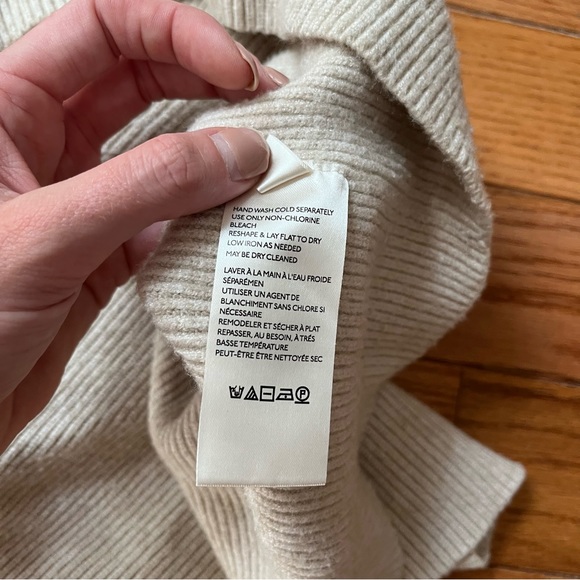 HAND WASH COLD SEPARATELY
USE ONLY NON-CHLORINE
BLEACH
RESHAPE & LAY FLAT TO DRY
LOW IRON AS NEEDED
MAY BE DRY CLEANED
LAVER À LA MAIN À L'EAU FROIDE
SÉPARÉMEN
UTILISER UN AGENT DE
BLANCHIMENT SANS CHLORE SI
NÉCESSAIRE
REMODELER ET SÉCHER À PLAT
REPASSER, AU BESOIN, À TRÉS
BASSE TEMPÉRATURE
PEUT-ÊTRE ÊTRE NETTOYÉE SEC
P